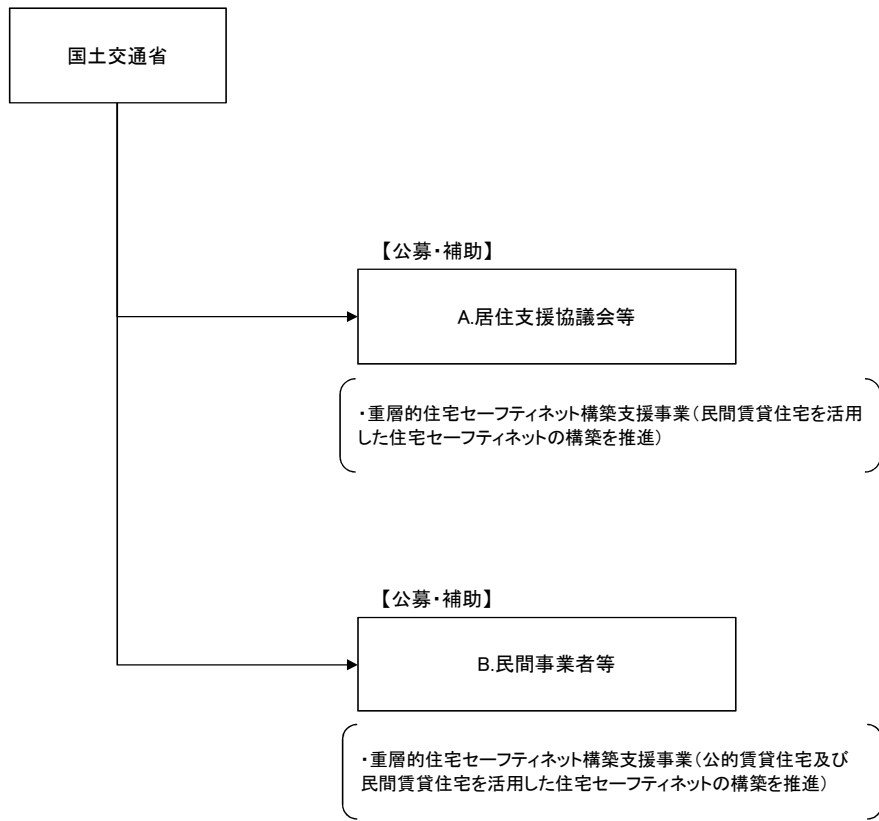 国土交通省
【公募・補助】
A.居住支援協議会等
・重層的住宅セーフティネット構築支援事業(民間賃貸住宅を活用
した住宅セーフティネットの構築を推進)
【公募・補助】
B.民間事業者等
・重層的住宅セーフティネット構築支援事業(公的賃貸住宅及び
民間賃貸住宅を活用した住宅セーフティネットの構築を推進)